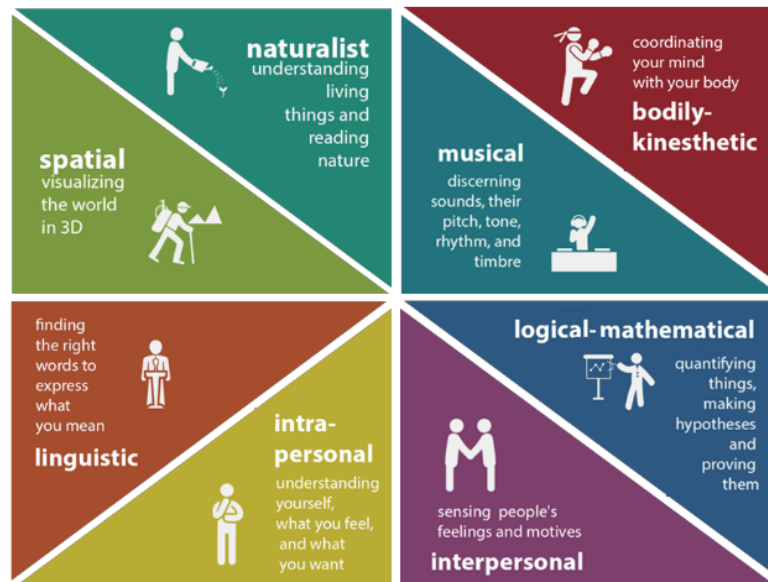 naturalist
understanding
living
things and
reading
nature
spatial
visualizing
the world
in 3D
coordinating
your mind
with your body
bodily-
kinesthetic
musical
discerning
sounds, their
pitch, tone,
rhythm, and
timbre
finding
the right
words to
express
what
you mean
linguistic
intra-
personal
understanding
yourself,
what you feel,
and what
you want
logical-mathematical
quantifying
things,
making
hypotheses
and
proving
them
sensing people's
feelings and motives
interpersonal